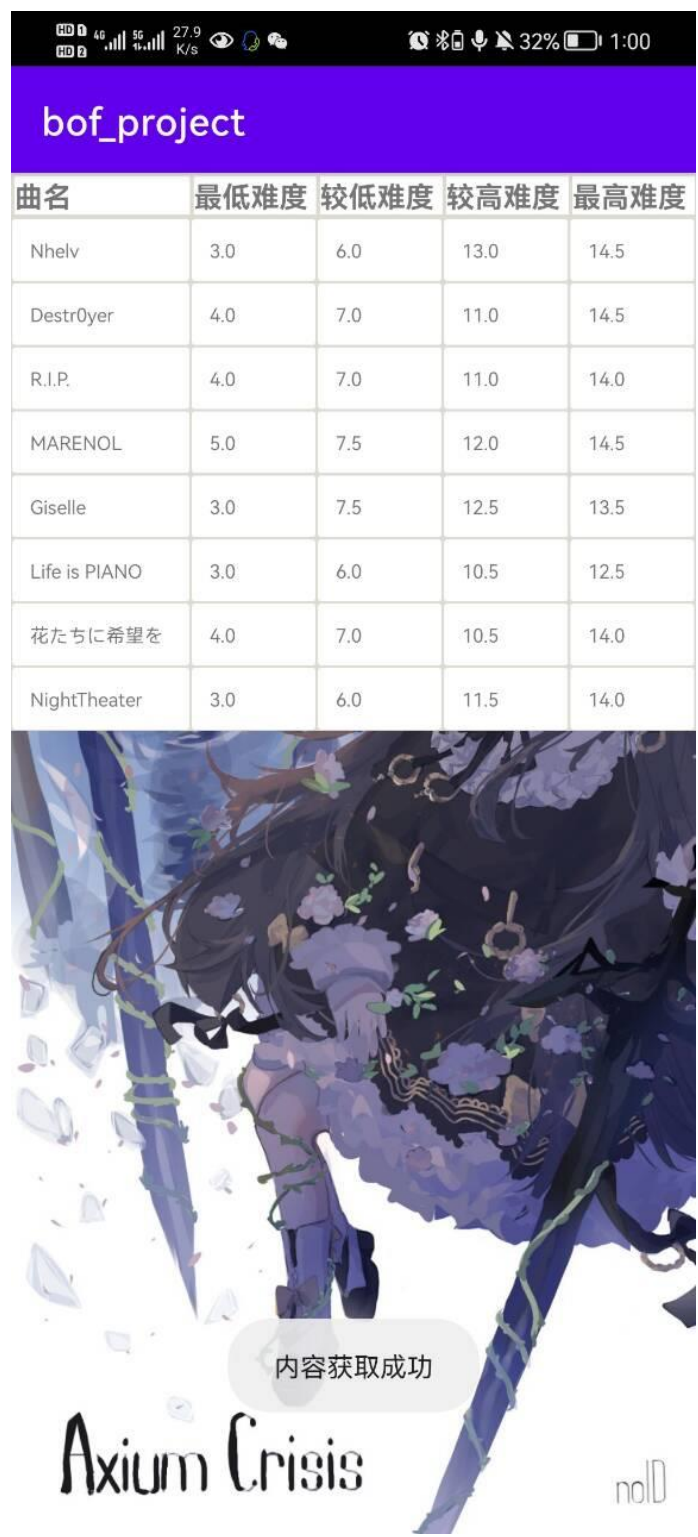 HD 1 4G 5G 27.9 32% 1:00
HD 2 K/s
bof_project
曲名 最低难度 较低难度 较高难度 最高难度
Nhelv 3.0 6.0 13.0 14.5
Destr0yer 4.0 7.0 11.0 14.5
R.I.P. 4.0 7.0 11.0 14.0
MARENOL 5.0 7.5 12.0 14.5
Giselle 3.0 7.5 12.5 13.5
Life is PIANO 3.0 6.0 10.5 12.5
花たちに希望を 4.0 7.0 10.5 14.0
NightTheater 3.0 6.0 11.5 14.0
内容获取成功
Axium Crisis
noID